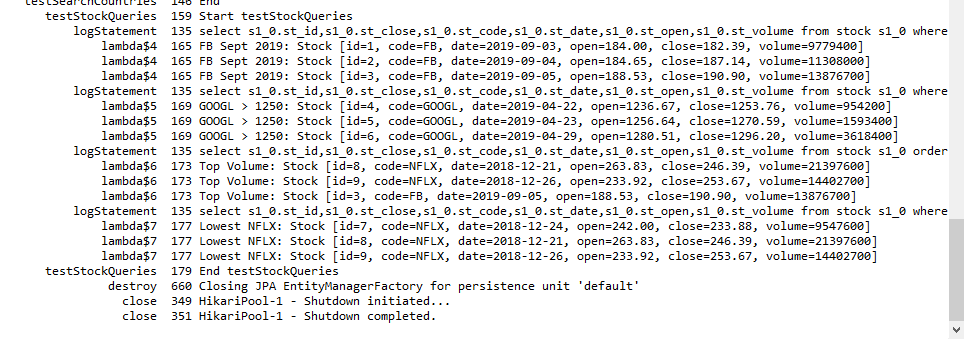 testSearchCountries 146 End
testStockQueries 159 Start testStockQueries
logStatement 135 select s1_0.st_id,s1_0.st_close,s1_0.st_code,s1_0.st_date,s1_0.st_open,s1_0.st_volume from stock s1_0 where
lambda$4 165 FB Sept 2019: Stock [id=1, code=FB, date=2019-09-03, open=184.00, close=182.39, volume=9779400]
lambda$4 165 FB Sept 2019: Stock [id=2, code=FB, date=2019-09-04, open=184.65, close=187.14, volume=11308000]
lambda$4 165 FB Sept 2019: Stock [id=3, code=FB, date=2019-09-05, open=188.53, close=190.90, volume=13876700]
logStatement 135 select s1_0.st_id,s1_0.st_close,s1_0.st_code,s1_0.st_date,s1_0.st_open,s1_0.st_volume from stock s1_0 where
lambda$5 169 GOOGL > 1250: Stock [id=4, code=GOOGL, date=2019-04-22, open=1236.67, close=1253.76, volume=954200]
lambda$5 169 GOOGL > 1250: Stock [id=5, code=GOOGL, date=2019-04-23, open=1256.64, close=1270.59, volume=1593400]
lambda$5 169 GOOGL > 1250: Stock [id=6, code=GOOGL, date=2019-04-29, open=1280.51, close=1296.20, volume=3618400]
logStatement 135 select s1_0.st_id,s1_0.st_close,s1_0.st_code,s1_0.st_date,s1_0.st_open,s1_0.st_volume from stock s1_0 order
lambda$6 173 Top Volume: Stock [id=8, code=NFLX, date=2018-12-21, open=263.83, close=246.39, volume=21397600]
lambda$6 173 Top Volume: Stock [id=9, code=NFLX, date=2018-12-26, open=233.92, close=253.67, volume=14402700]
lambda$6 173 Top Volume: Stock [id=3, code=FB, date=2019-09-05, open=188.53, close=190.90, volume=13876700]
logStatement 135 select s1_0.st_id,s1_0.st_close,s1_0.st_code,s1_0.st_date,s1_0.st_open,s1_0.st_volume from stock s1_0 where
lambda$7 177 Lowest NFLX: Stock [id=7, code=NFLX, date=2018-12-24, open=242.00, close=233.88, volume=9547600]
lambda$7 177 Lowest NFLX: Stock [id=8, code=NFLX, date=2018-12-21, open=263.83, close=246.39, volume=21397600]
lambda$7 177 Lowest NFLX: Stock [id=9, code=NFLX, date=2018-12-26, open=233.92, close=253.67, volume=14402700]
testStockQueries 179 End testStockQueries
destroy 660 Closing JPA EntityManagerFactory for persistence unit 'default'
close 349 HikariPool-1 - Shutdown initiated...
close 351 HikariPool-1 - Shutdown completed.